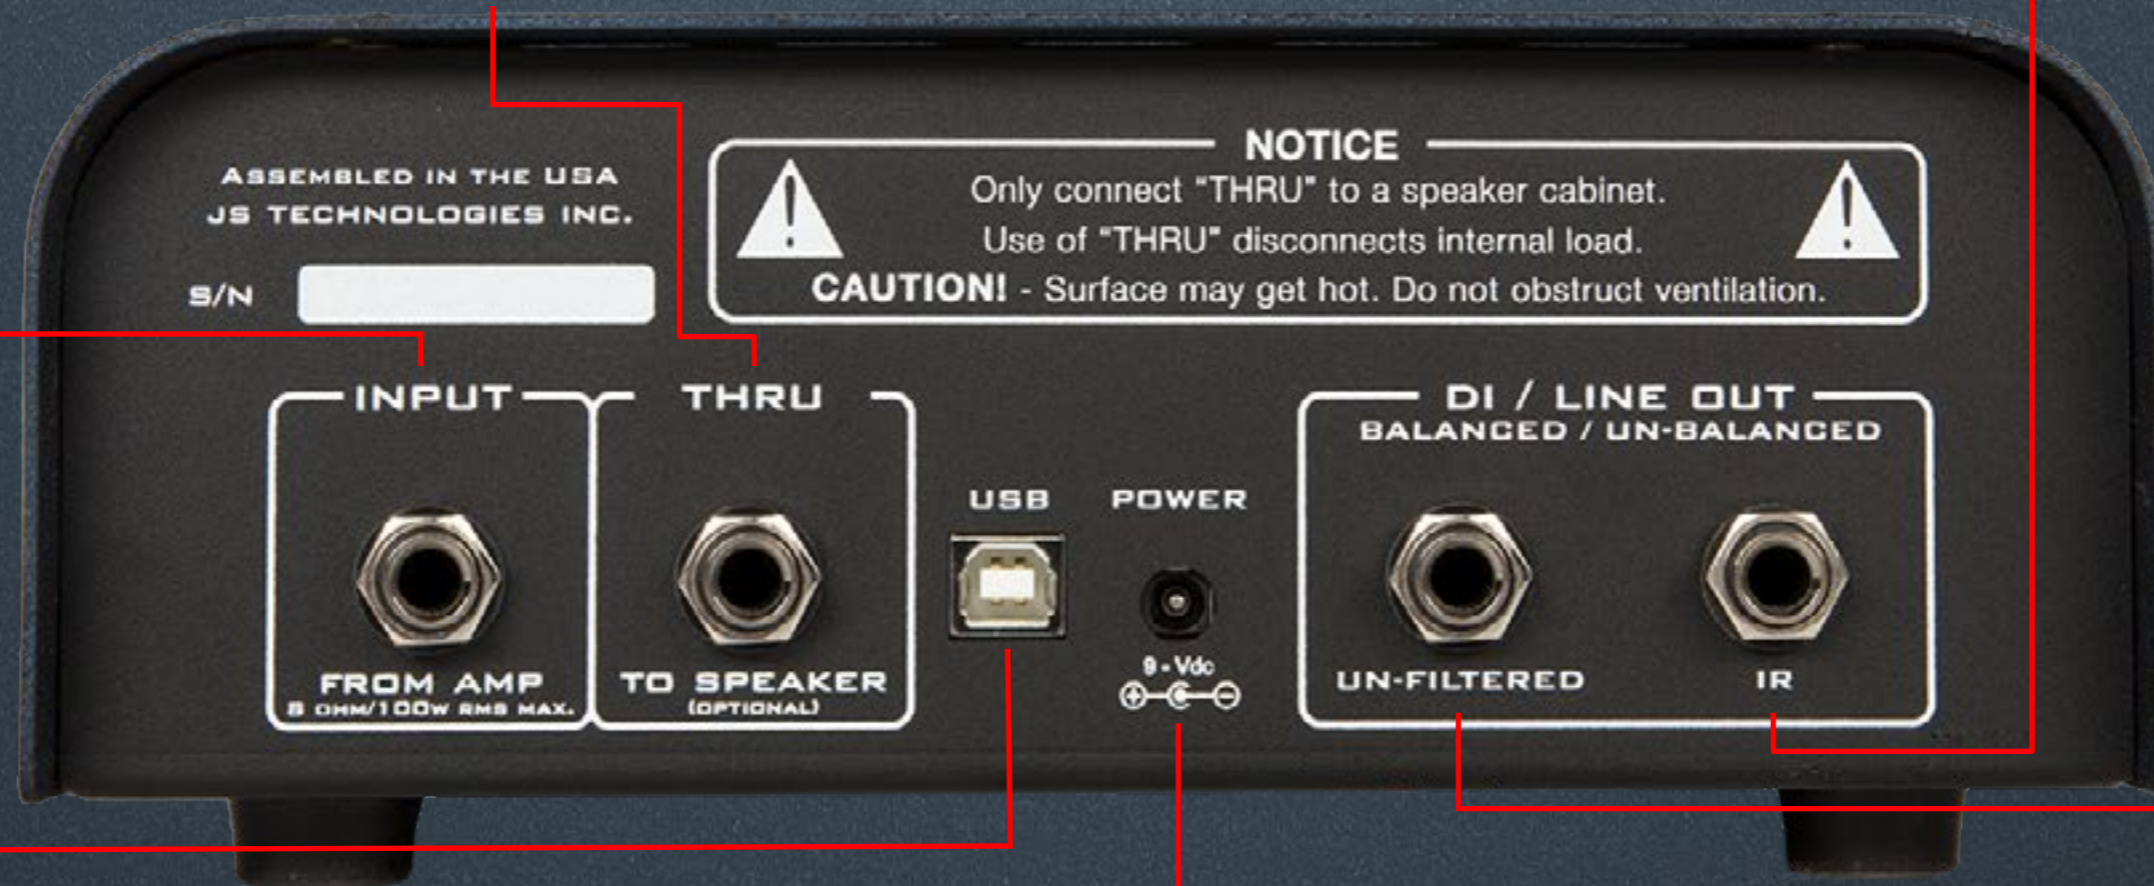 ASSEMBLED IN THE USA
JS TECHNOLOGIES INC.
S/N
NOTICE
Only connect "THRU" to a speaker cabinet.
Use of "THRU" disconnects internal load.
CAUTION! - Surface may get hot. Do not obstruct ventilation.
INPUT
FROM AMP
8 OHM/100W RMS MAX.
THRU
TO SPEAKER
(OPTIONAL)
USB
POWER
9 - Vdc
DI / LINE OUT
BALANCED / UN-BALANCED
UN-FILTERED
IR